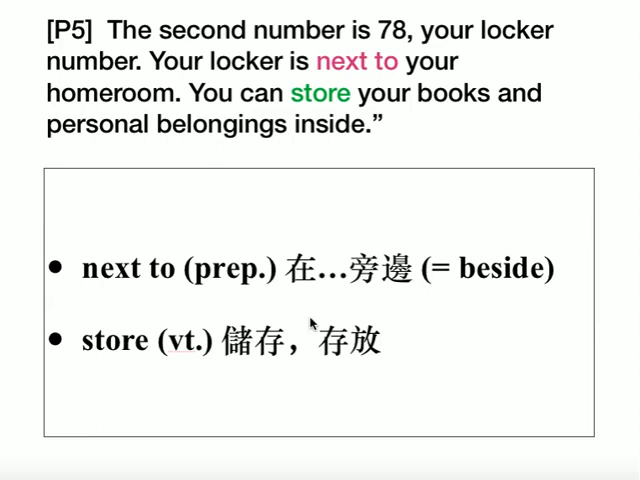 [P5]  The second number is 78, your locker
number. Your locker is next to your
homeroom. You can store your books and
personal belongings inside.”
• next to (prep.) 在…旁邊 (= beside)
• store (vt.) 儲存，存放